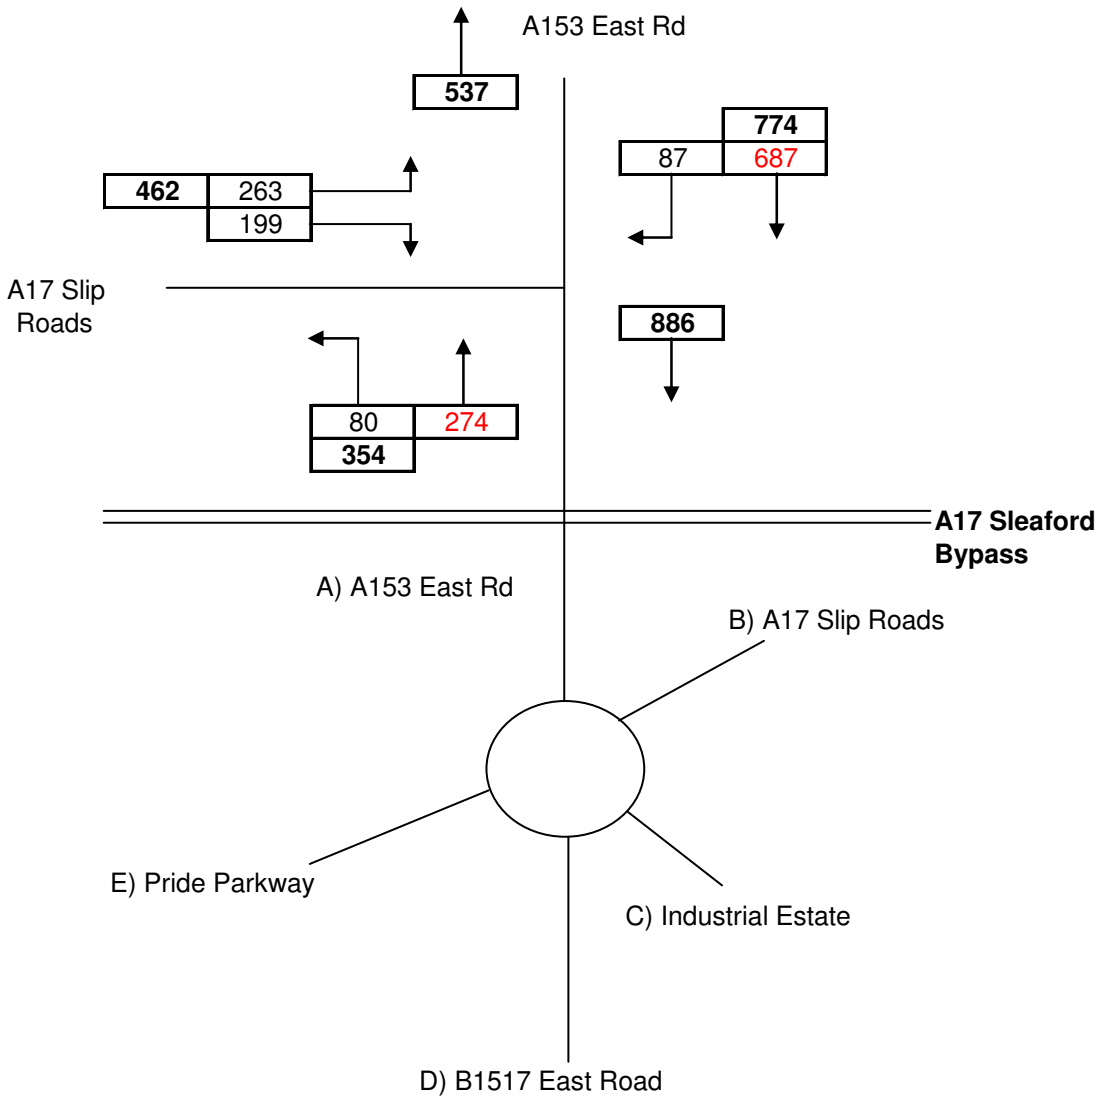 A153 East Rd
537
774
87 687
462 263
199
A17 Slip
Roads
886
80 274
354
A17 Sleaford
Bypass
A) A153 East Rd
B) A17 Slip Roads
E) Pride Parkway
C) Industrial Estate
D) B1517 East Road